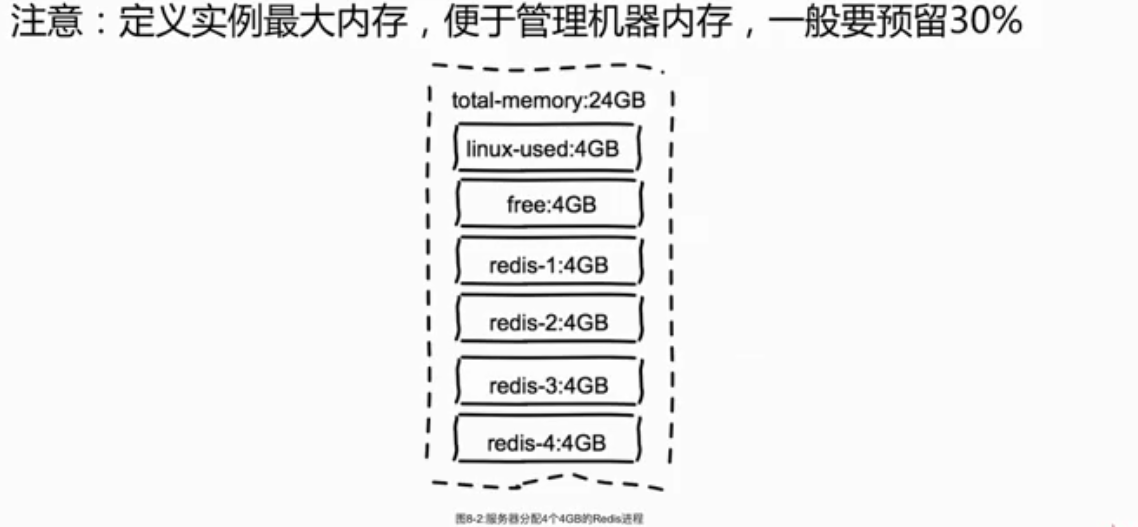 注意：定义实例最大内存，便于管理机器内存，一般要预留30%
total-memory:24GB
linux-used:4GB
free:4GB
redis-1:4GB
redis-2:4GB
redis-3:4GB
redis-4:4GB
图8-2:服务器分配4个4GB的Redis进程